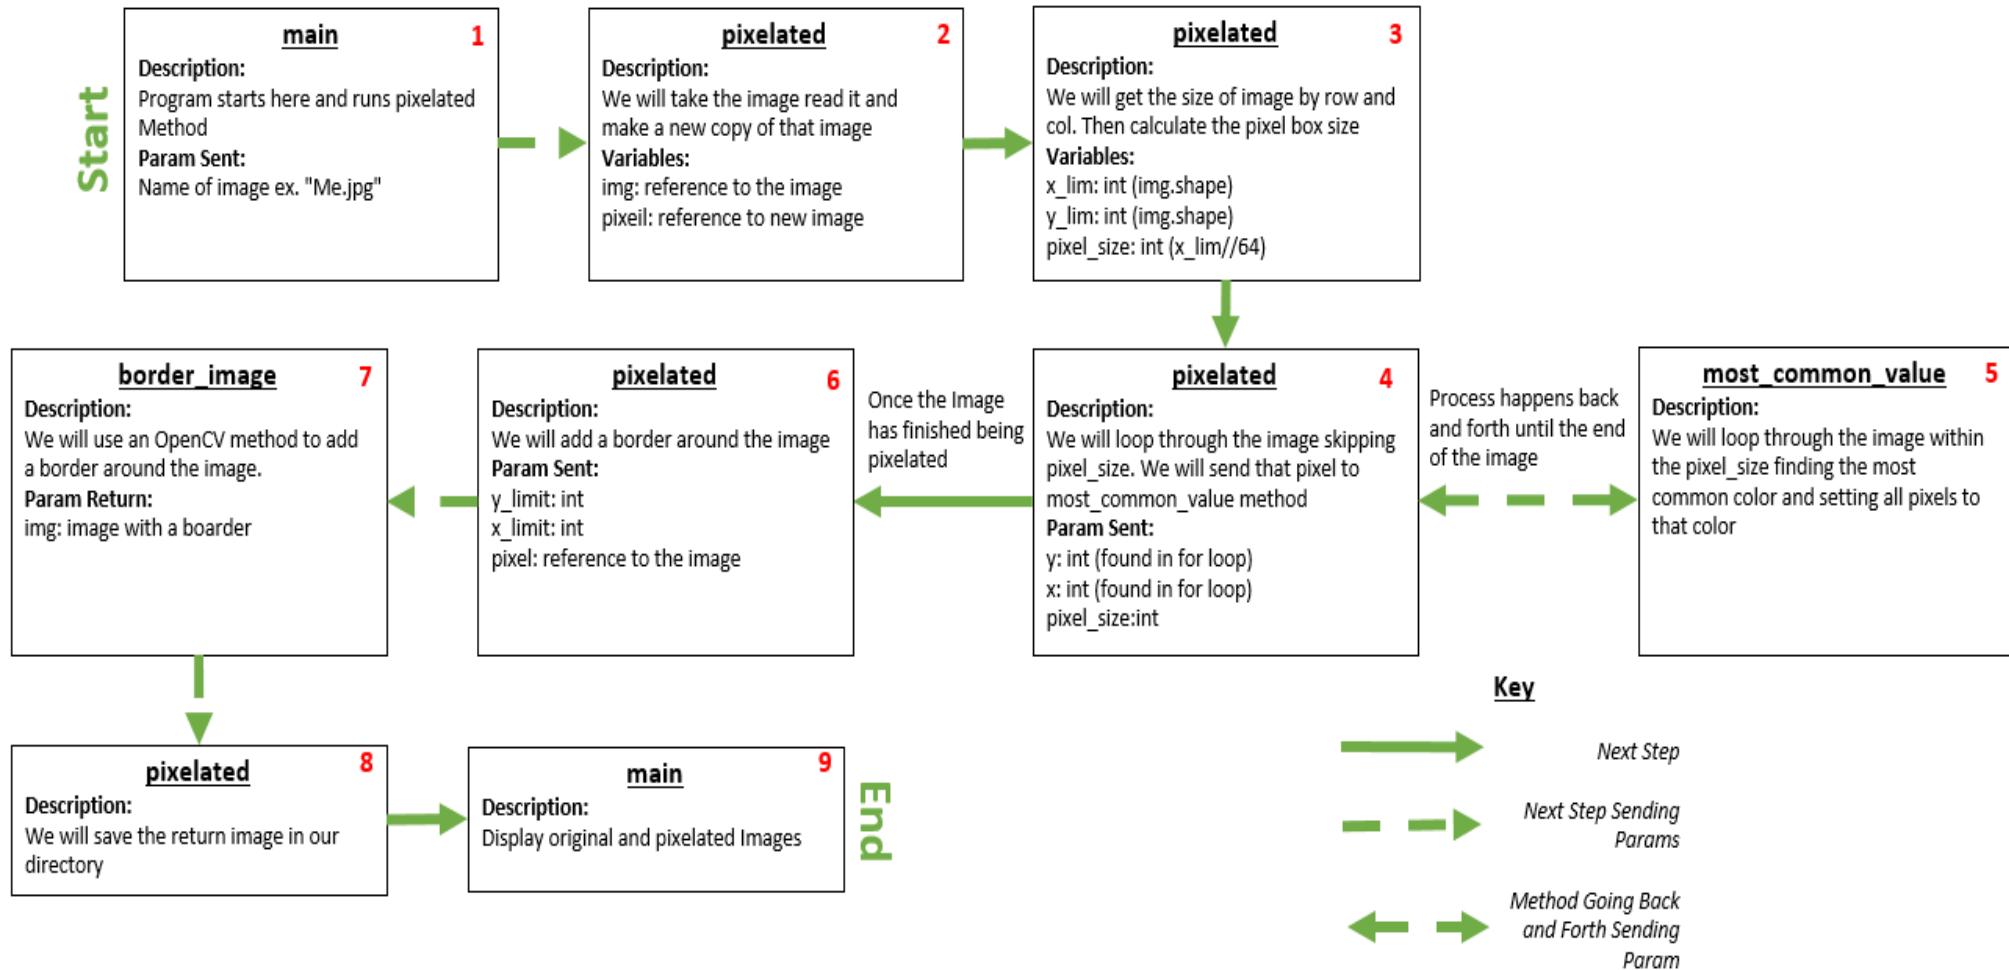 Start
main 1
Description:
Program starts here and runs pixelated
Method
Param Sent:
Name of image ex. "Me.jpg"
pixelated 2
Description:
We will take the image read it and
make a new copy of that image
Variables:
img: reference to the image
pixeil: reference to new image
pixelated 3
Description:
We will get the size of image by row and
col. Then calculate the pixel box size
Variables:
x_lim: int (img.shape)
y_lim: int (img.shape)
pixel_size: int (x_lim//64)
pixelated 4
Description:
We will loop through the image skipping
pixel_size. We will send that pixel to
most_common_value method
Param Sent:
y: int (found in for loop)
x: int (found in for loop)
pixel_size:int
Process happens back
and forth until the end
of the image
most_common_value 5
Description:
We will loop through the image within
the pixel_size finding the most
common color and setting all pixels to
that color
Once the Image
has finished being
pixelated
pixelated 6
Description:
We will add a border around the image
Param Sent:
y_limit: int
x_limit: int
pixel: reference to the image
border_image 7
Description:
We will use an OpenCV method to add
a border around the image.
Param Return:
img: image with a boarder
pixelated 8
Description:
We will save the return image in our
directory
main 9
Description:
Display original and pixelated Images
End
Key
Next Step
Next Step Sending
Params
Method Going Back
and Forth Sending
Param